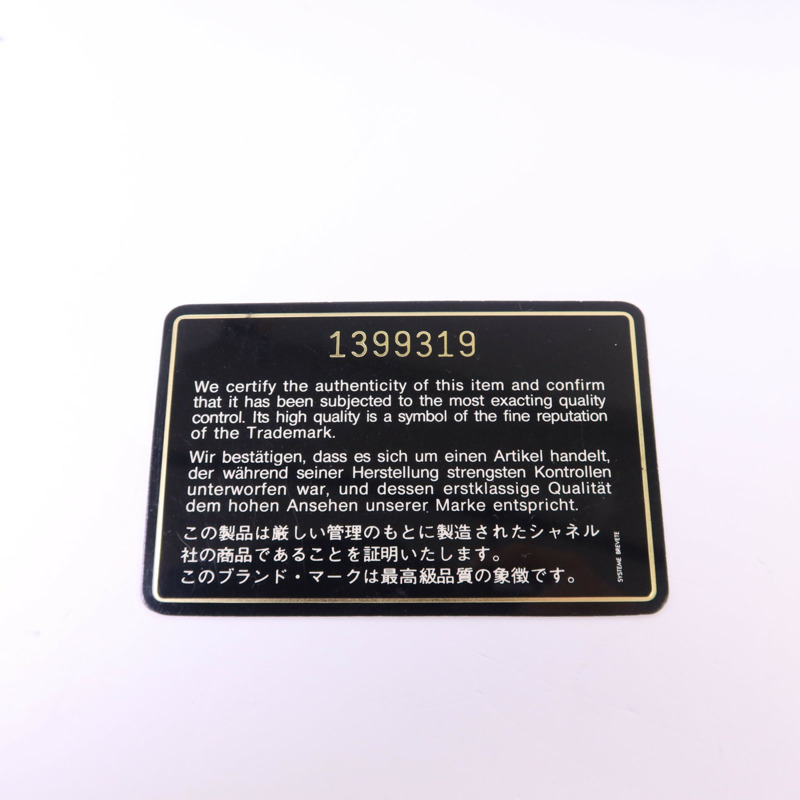 1399319
We certify the authenticity of this item and confirm
that it has been subjected to the most exacting quality
control. Its high quality is a symbol of the fine reputation
of the Trademark.
Wir bestätigen, dass es sich um einen Artikel handelt,
der während seiner Herstellung strengsten Kontrollen
unterworfen war, und dessen erstklassige Qualität
dem hohen Ansehen unserer Marke entspricht.
この製品は厳しい管理のもとに製造されたシャネル
社の商品であることを証明いたします。
このブランド・マークは最高級品質の象徴です。
SYSTEME BREVETE